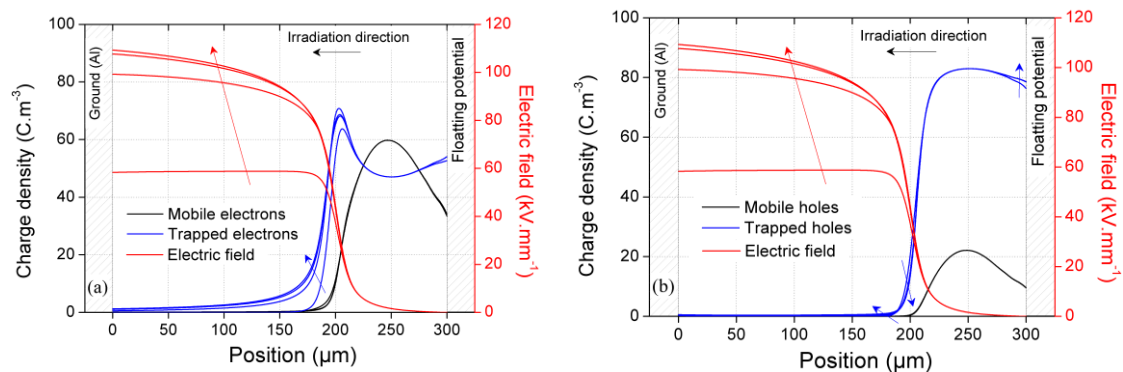 100
80
60
40
20
0
Charge density (C.m-3)
Ground (Al)
Irradiation direction
Floatting potential
120
100
80
60
40
20
0
Electric field (kV.mm-1)
Mobile electrons
Trapped electrons
Electric field
(a)
0 50 100 150 200 250 300
Position (µm)
100
80
60
40
20
0
Charge density (C.m-3)
Ground (Al)
Irradiation direction
Floatting potential
120
100
80
60
40
20
0
Electric field (kV.mm-1)
Mobile holes
Trapped holes
Electric field
(b)
0 50 100 150 200 250 300
Position (µm)